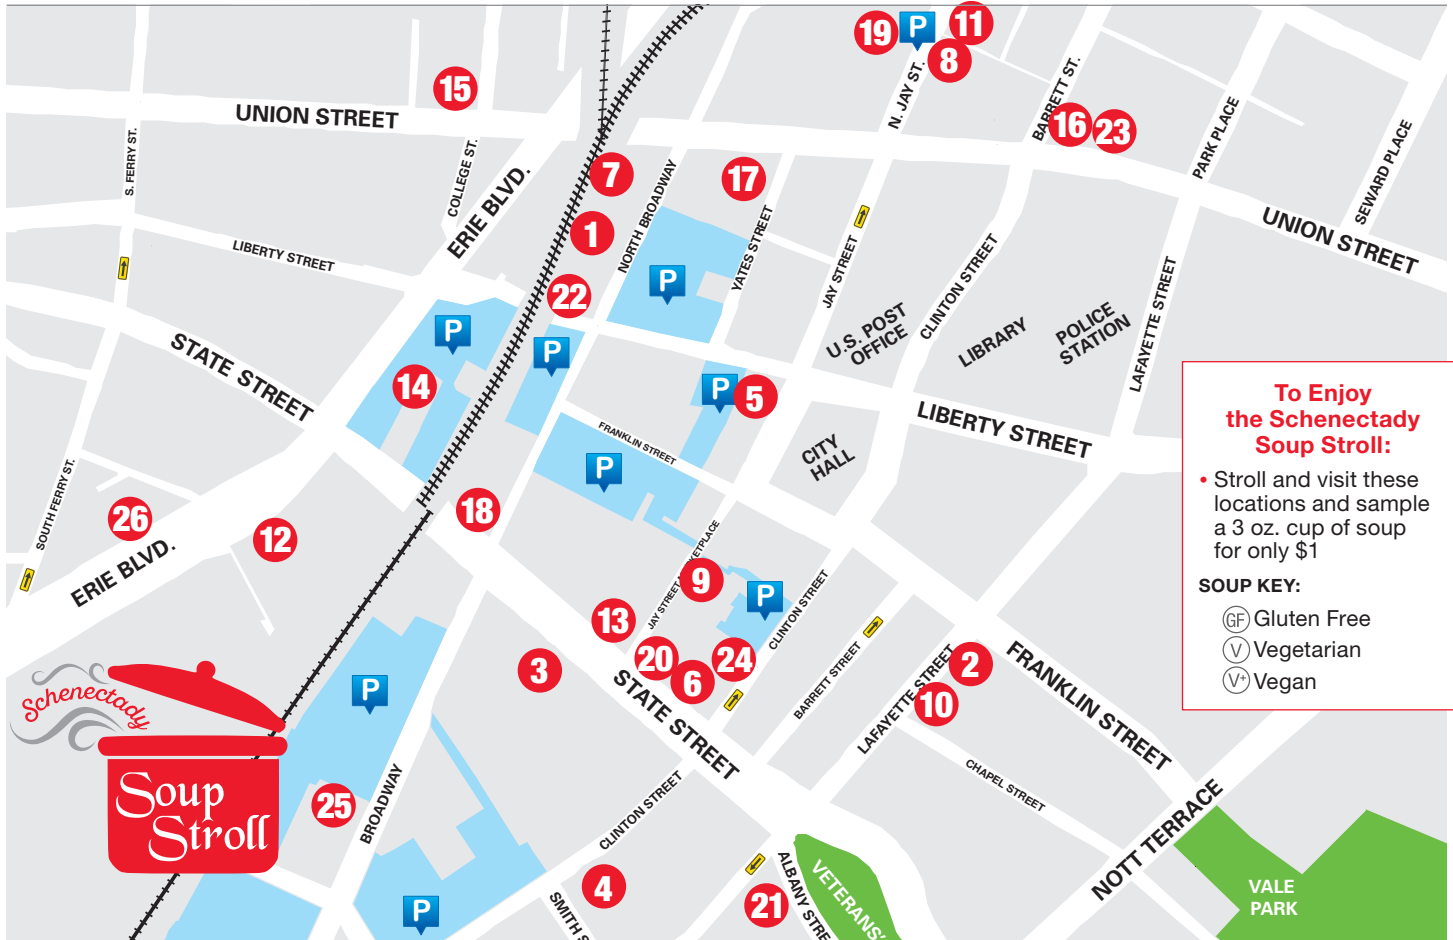 19
P
11
8
15
UNION STREET
S. FERRY ST.
COLLEGE ST.
ERIE BLVD.
N. JAY ST.
BARRETT ST.
16
23
PARK PLACE
SEWARD PLACE
UNION STREET
7
17
1
NORTH BROADWAY
YATES STREET
JAY STREET
CLINTON STREET
LIBERTY STREET
22
P
P
P
P
5
14
U.S. POST
OFFICE
LIBRARY
POLICE
STATION
LAFAYETTE STREET
STATE STREET
LIBERTY STREET
CITY
HALL
FRANKLIN STREET
P
SOUTH FERRY ST.
26
12
18
ERIE BLVD.
9
P
JAY STREET
CLINTON STREET
13
20
6
24
3
STATE STREET
BARRETT STREET
LAFAYETTE STREET
2
10
FRANKLIN STREET
CHAPEL STREET
NOTT TERRACE
P
25
BROADWAY
CLINTON STREET
P
4
SMITH
21
ALBANY
VETERANS'
VALE
PARK
To Enjoy
the Schenectady
Soup Stroll:
• Stroll and visit these
locations and sample
a 3 oz. cup of soup
for only $1
SOUP KEY:
GF Gluten Free
V Vegetarian
V+ Vegan
Schenectady
Soup
Stroll